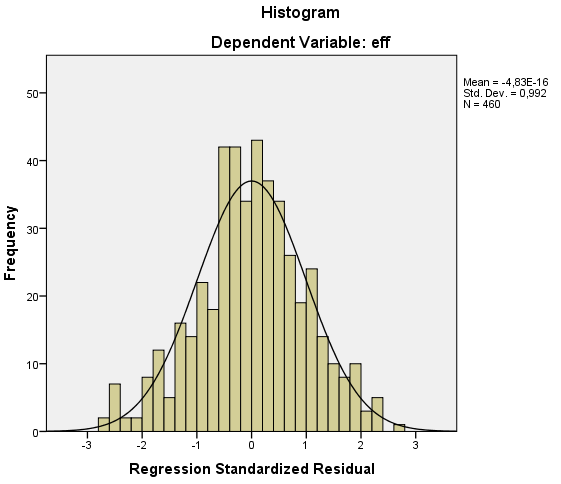 Histogram
Dependent Variable: eff
Mean = -4,83E-16
Std. Dev. = 0,992
N = 460
Frequency
50
40
30
20
10
0
-3 -2 -1 0 1 2 3
Regression Standardized Residual